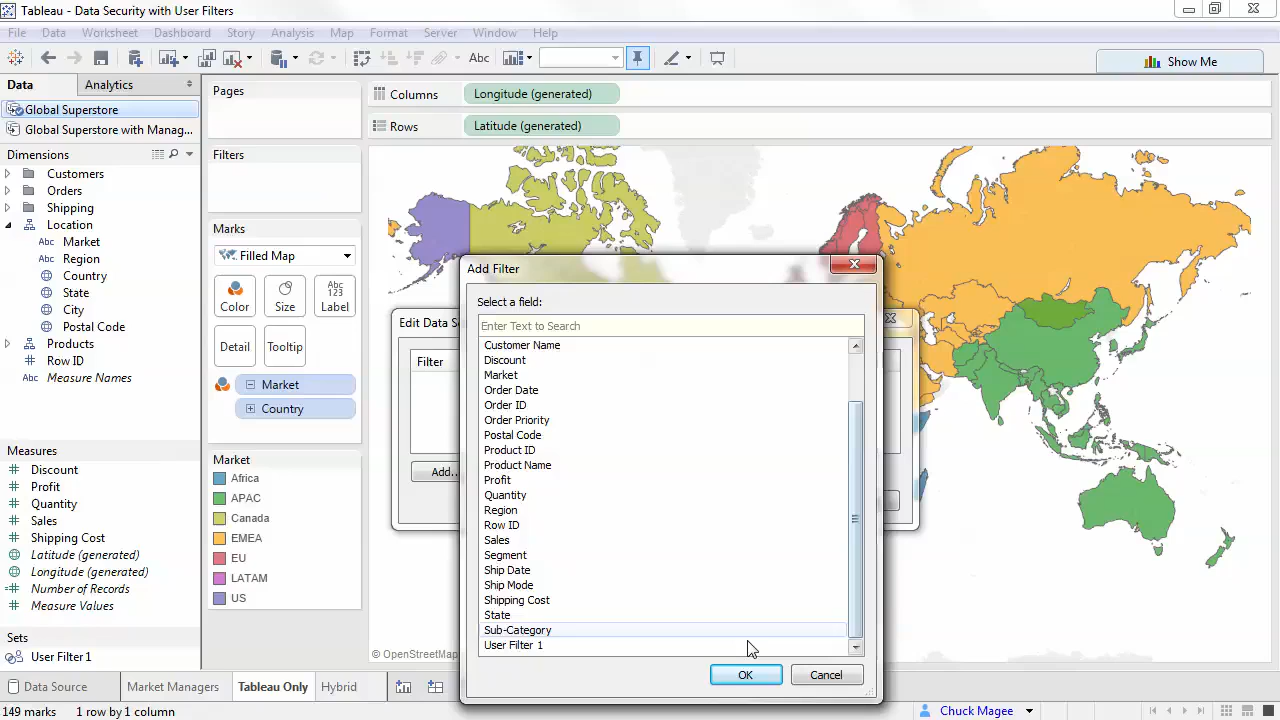 Tableau - Data Security with User Filters
File Data Worksheet Dashboard Story Analysis Map Format Server Window Help
Abc
Show Me
Data
Analytics
Global Superstore
Global Superstore with Manag...
Dimensions
Customers
Orders
Shipping
Location
Abc Market
Abc Region
Country
State
City
Postal Code
Products
Row ID
Abc Measure Names
Measures
Discount
Profit
Quantity
Sales
Shipping Cost
Latitude (generated)
Longitude (generated)
Number of Records
Measure Values
Sets
User Filter 1
Pages
Filters
Marks
Filled Map
Color
Size
Abc
123
Label
Detail
Tooltip
Market
Country
Market
Africa
APAC
Canada
EMEA
EU
LATAM
US
Columns
Longitude (generated)
Rows
Latitude (generated)
Edit Data S
Filter
Add..
Add Filter
Select a field:
Enter Text to Search
Customer Name
Discount
Market
Order Date
Order ID
Order Priority
Postal Code
Product ID
Product Name
Profit
Quantity
Region
Row ID
Sales
Segment
Ship Date
Ship Mode
Shipping Cost
State
Sub-Category
User Filter 1
OK
Cancel
© OpenStreetMap
Data Source
Market Managers
Tableau Only
Hybrid
149 marks
1 row by 1 column
Chuck Magee